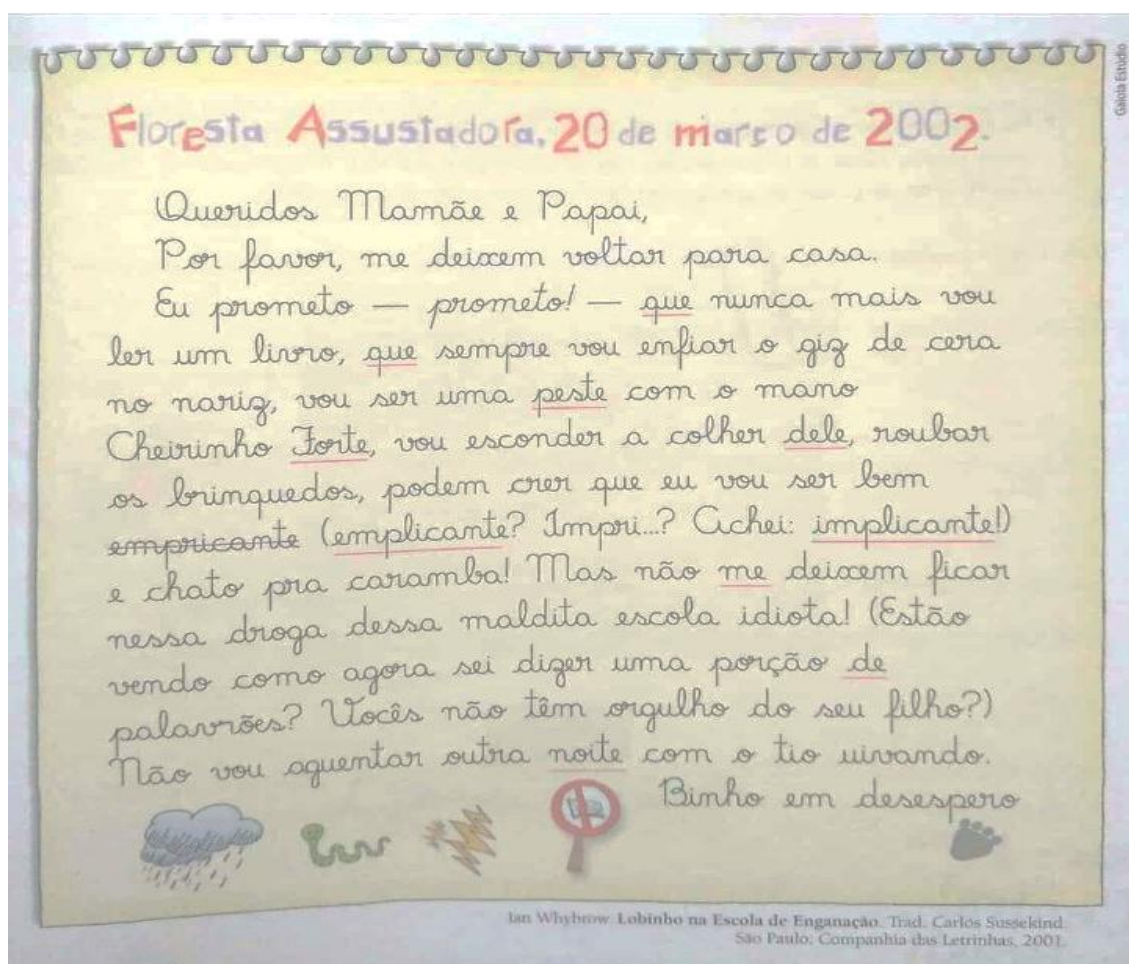 Gaiola Estúdio
Floresta Assustadora, 20 de março de 2002.
Queridos Mamãe e Papai,
Por favor, me deixem voltar para casa.
Eu prometo — prometo! — que nunca mais vou
ler um livro, que sempre vou enfiar o giz de cera
no nariz, vou ser uma peste com o mano
Cheirinho Forte, vou esconder a colher dele, roubar
os brinquedos, podem crer que eu vou ser bem
empricante (emplicante? Impri...? Achei: implicante!)
e chato pra caramba! Mas não me deixem ficar
nessa droga dessa maldita escola idiota! (Estão
vendo como agora sei dizer uma porção de
palavrões? Vocês não têm orgulho do seu filho?)
Não vou aguentar outra noite com o tio uivando.
Binho em desespero
Ian Whybrow. Lobinho na Escola de Enganação. Trad. Carlos Sussekind.
São Paulo: Companhia das Letrinhas, 2001.